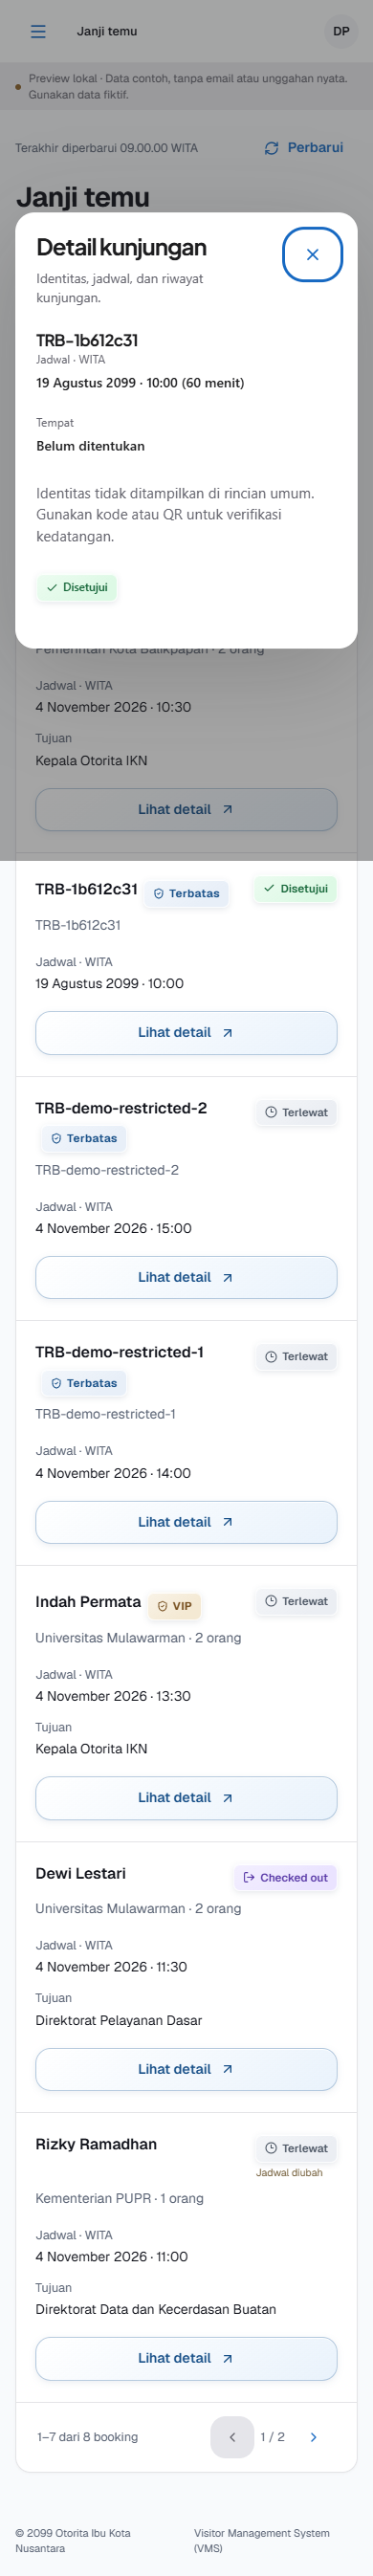 Janji temu
DP
Preview lokal · Data contoh, tanpa email atau unggahan nyata.
Gunakan data fiktif.
Terakhir diperbarui 09.00.00 WITA
Perbarui
Janji temu
Detail kunjungan
Identitas, jadwal, dan riwayat
kunjungan.
TRB-1b612c31
Jadwal · WITA
19 Agustus 2099 · 10:00 (60 menit)
Tempat
Belum ditentukan
Identitas tidak ditampilkan di rincian umum.
Gunakan kode atau QR untuk verifikasi
kedatangan.
Disetujui
Pemerintah Kota Balikpapan · 2 orang
Jadwal · WITA
4 November 2026 · 10:30
Tujuan
Kepala Otorita IKN
Lihat detail
TRB-1b612c31 Terbatas
Disetujui
TRB-1b612c31
Jadwal · WITA
19 Agustus 2099 · 10:00
Lihat detail
TRB-demo-restricted-2
Terlewat
Terbatas
TRB-demo-restricted-2
Jadwal · WITA
4 November 2026 · 15:00
Lihat detail
TRB-demo-restricted-1
Terlewat
Terbatas
TRB-demo-restricted-1
Jadwal · WITA
4 November 2026 · 14:00
Lihat detail
Indah Permata VIP
Terlewat
Universitas Mulawarman · 2 orang
Jadwal · WITA
4 November 2026 · 13:30
Tujuan
Kepala Otorita IKN
Lihat detail
Dewi Lestari
Checked out
Universitas Mulawarman · 2 orang
Jadwal · WITA
4 November 2026 · 11:30
Tujuan
Direktorat Pelayanan Dasar
Lihat detail
Rizky Ramadhan
Terlewat
Jadwal diubah
Kementerian PUPR · 1 orang
Jadwal · WITA
4 November 2026 · 11:00
Tujuan
Direktorat Data dan Kecerdasan Buatan
Lihat detail
1–7 dari 8 booking
1 / 2
© 2099 Otorita Ibu Kota
Nusantara
Visitor Management System
(VMS)